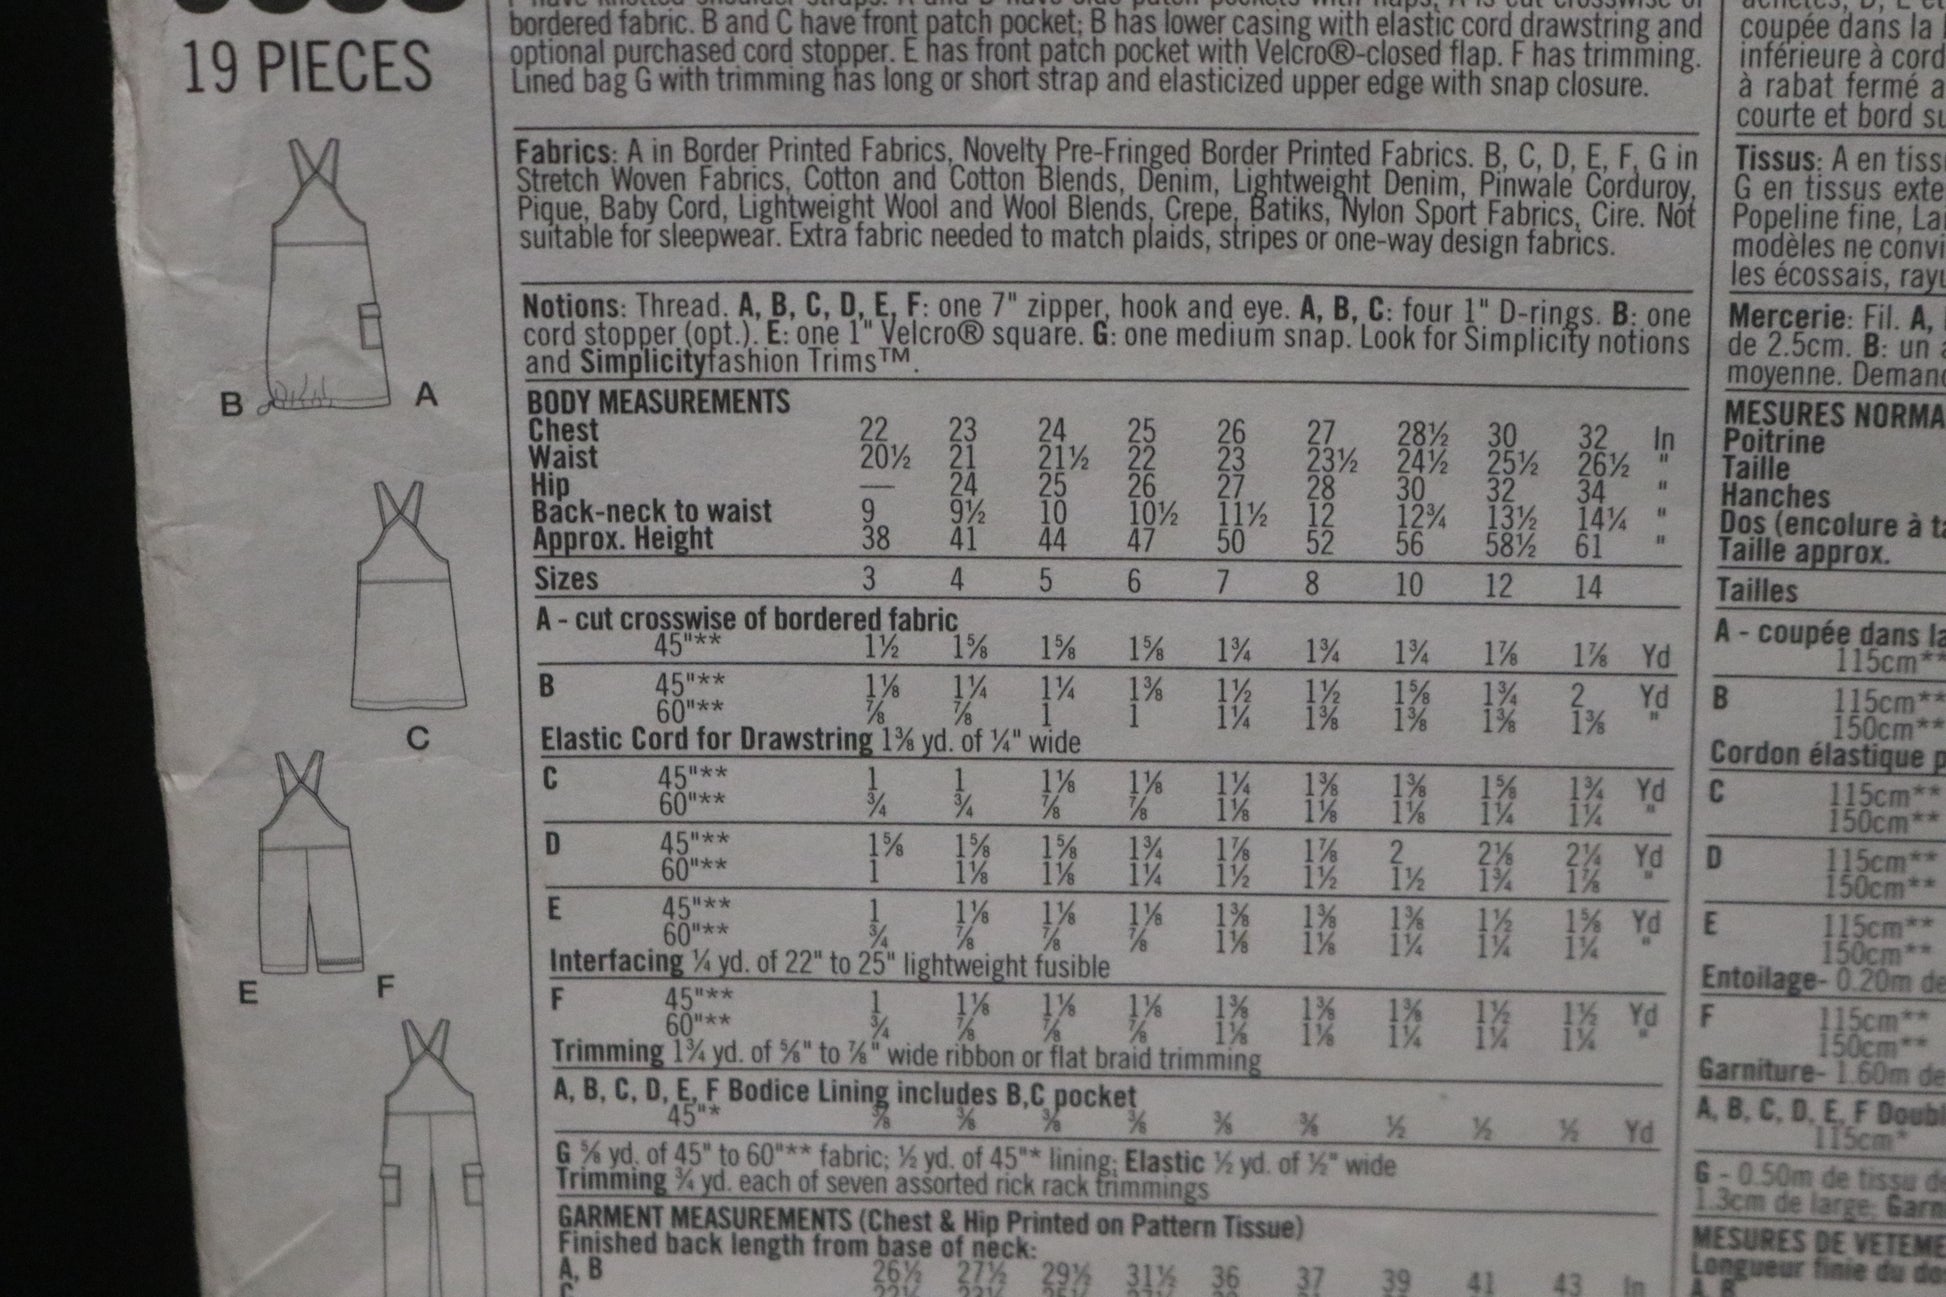 19 PIECES
B
A
C
E
F
bordered fabric. B and C have front patch pocket; B has lower casing with elastic cord drawstring and
optional purchased cord stopper. E has front patch pocket with Velcro®-closed flap. F has trimming.
Lined bag G with trimming has long or short strap and elasticized upper edge with snap closure.
Fabrics: A in Border Printed Fabrics, Novelty Pre-Fringed Border Printed Fabrics. B, C, D, E, F, G in
Stretch Woven Fabrics, Cotton and Cotton Blends, Denim, Lightweight Denim, Pinwale Corduroy,
Pique, Baby Cord, Lightweight Wool and Wool Blends, Crepe, Batiks, Nylon Sport Fabrics, Cire. Not
suitable for sleepwear. Extra fabric needed to match plaids, stripes or one-way design fabrics.
Notions: Thread. A, B, C, D, E, F: one 7" zipper, hook and eye. A, B, C: four 1" D-rings. B: one
cord stopper (opt.). E: one 1" Velcro® square. G: one medium snap. Look for Simplicity notions
and Simplicityfashion Trims™.
BODY MEASUREMENTS
Chest 22 23 24 25 26 27 28½ 30 32 In
Waist 20½ 21 21½ 22 23 23½ 24½ 25½ 26½ "
Hip — 24 25 26 27 28 30 32 34 "
Back-neck to waist 9 9½ 10 10½ 11½ 12 12¾ 13½ 14¼ "
Approx. Height 38 41 44 47 50 52 56 58½ 61 "
Sizes 3 4 5 6 7 8 10 12 14
A - cut crosswise of bordered fabric
45"** 1½ 1⅝ 1⅝ 1⅝ 1¾ 1¾ 1¾ 1⅞ 1⅞ Yd
B 45"** 1⅛ 1¼ 1¼ 1⅜ 1½ 1½ 1⅝ 1¾ 2 Yd
60"** ⅞ ⅞ 1 1 1¼ 1⅜ 1⅜ 1⅜ 1⅜ "
Elastic Cord for Drawstring 1⅜ yd. of ¼" wide
C 45"** 1 1 1⅛ 1⅛ 1¼ 1⅜ 1⅜ 1⅝ 1¾ Yd
60"** ¾ ¾ ⅞ ⅞ 1⅛ 1⅛ 1⅛ 1¼ 1¼ "
D 45"** 1⅝ 1⅝ 1⅝ 1¾ 1⅞ 1⅞ 2 2⅛ 2¼ Yd
60"** 1 1⅛ 1⅛ 1¼ 1½ 1½ 1½ 1¾ 1⅞ "
E 45"** 1 1⅛ 1⅛ 1⅛ 1⅜ 1⅜ 1⅜ 1½ 1⅝ Yd
60"** ¾ ⅞ ⅞ ⅞ 1⅛ 1⅛ 1¼ 1¼ 1¼ "
Interfacing ¼ yd. of 22" to 25" lightweight fusible
F 45"** 1 1⅛ 1⅛ 1⅛ 1⅜ 1⅜ 1⅜ 1½ 1½ Yd
60"** ¾ ⅞ ⅞ ⅞ 1⅛ 1⅛ 1¼ 1¼ 1¼ "
Trimming 1¾ yd. of ⅝" to ⅞" wide ribbon or flat braid trimming
A, B, C, D, E, F Bodice Lining includes B,C pocket
45"* ⅜ ⅜ ⅜ ⅜ ⅜ ⅜ ½ ½ ½ Yd
G ⅝ yd. of 45" to 60"** fabric; ½ yd. of 45"* lining; Elastic ½ yd. of ½" wide
Trimming ¾ yd. each of seven assorted rick rack trimmings
GARMENT MEASUREMENTS (Chest & Hip Printed on Pattern Tissue)
Finished back length from base of neck:
A, B 26½ 27½ 29½ 31½ 36 37 39 41 43 In
coupée dans la
inférieure à cord
à rabat fermé a
courte et bord su
Tissus: A en tiss
G en tissus exte
Popeline fine, La
modèles ne convi
les écossais, rayu
Mercerie: Fil. A,
de 2.5cm. B: un
moyenne. Demand
MESURES NORMA
Poitrine
Taille
Hanches
Dos (encolure à ta
Taille approx.
Tailles
A - coupée dans la
115cm**
B 115cm**
150cm**
Cordon élastique p
C 115cm**
150cm**
D 115cm**
150cm**
E 115cm**
150cm**
Entoilage- 0.20m de
F 115cm**
150cm**
Garniture- 1.60m de
A, B, C, D, E, F Doubl
115cm*
G - 0.50m de tissu de
1.3cm de large; Garn
MESURES DE VETEME
Longueur finie du do
A, B